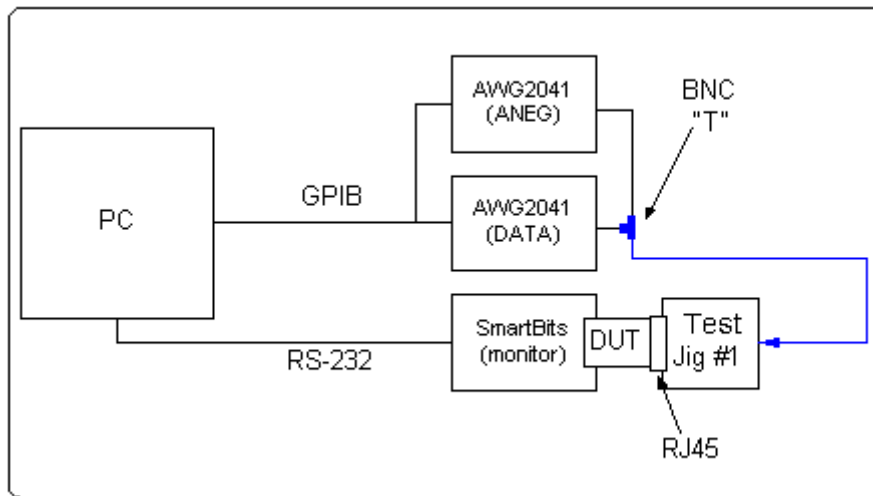 AWG2041
(ANEG)
BNC
"T"
PC
GPIB
AWG2041
(DATA)
SmartBits
(monitor)
DUT
Test
Jig #1
RS-232
RJ45